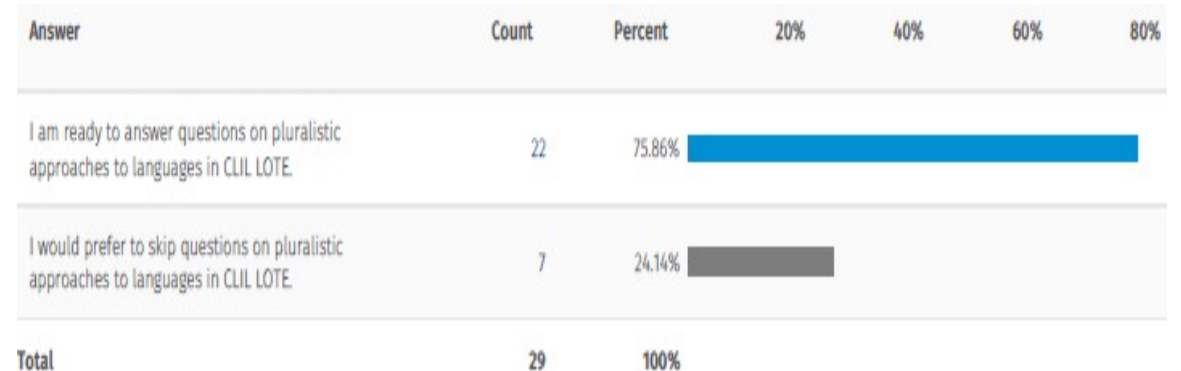 Answer Count Percent 20% 40% 60% 80%
I am ready to answer questions on pluralistic
approaches to languages in CLIL LOTE. 22 75.86%
I would prefer to skip questions on pluralistic
approaches to languages in CLIL LOTE. 7 24.14%
Total 29 100%